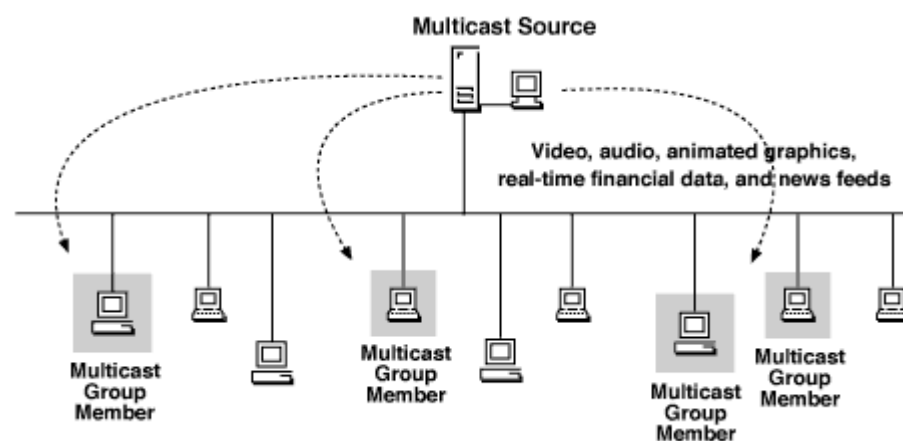 Multicast Source
Video, audio, animated graphics,
real-time financial data, and news feeds
Multicast
Group
Member
Multicast
Group
Member
Multicast
Group
Member
Multicast
Group
Member